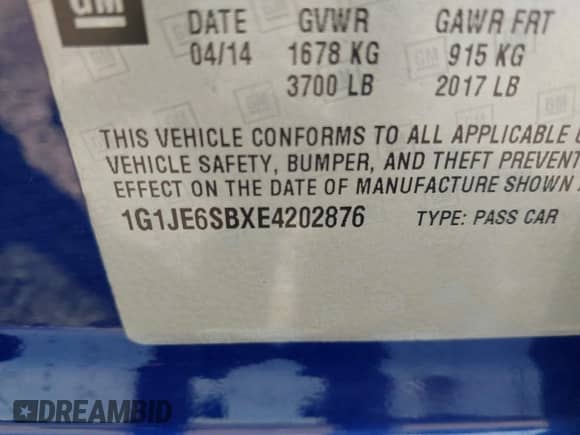 GM
DATE GVWR GAWR FRT
04/14 1678 KG 915 KG
3700 LB 2017 LB
THIS VEHICLE CONFORMS TO ALL APPLICABLE
VEHICLE SAFETY, BUMPER, AND THEFT PREVENT
EFFECT ON THE DATE OF MANUFACTURE SHOWN
1G1JE6SBXE4202876 TYPE: PASS CAR
DREAMBID